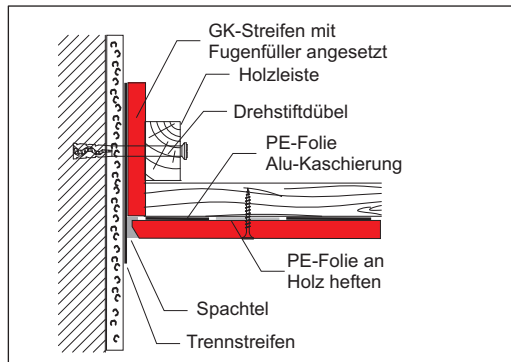 GK-Streifen mit
Fugenfüller angesetzt
Holzleiste
Drehstiftdübel
PE-Folie
Alu-Kaschierung
PE-Folie an
Holz heften
Spachtel
Trennstreifen